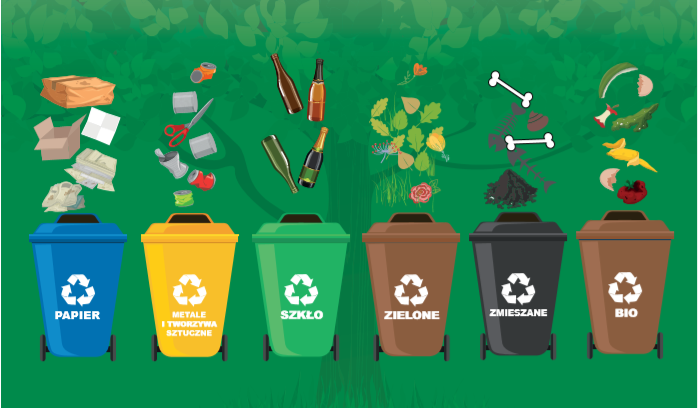 PAPIER
METALE
I TWORZYWA
SZTUCZNE
SZKŁO
ZIELONE
ZMIESZANE
BIO